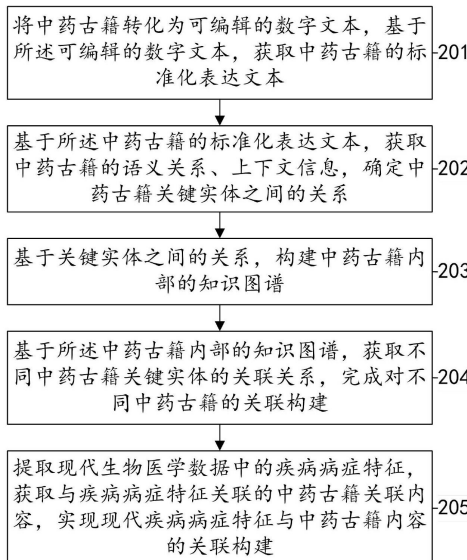 将中药古籍转化为可编辑的数字文本，基于
所述可编辑的数字文本，获取中药古籍的标
准化表达文本
201
基于所述中药古籍的标准化表达文本，获取
中药古籍的语义关系、上下文信息，确定中
药古籍关键实体之间的关系
202
基于关键实体之间的关系，构建中药古籍内
部的知识图谱
203
基于所述中药古籍内部的知识图谱，获取不
同中药古籍关键实体的关联关系，完成对不
同中药古籍的关联构建
204
提取现代生物医学数据中的疾病病症特征，
获取与疾病病症特征关联的中药古籍关联内
容，实现现代疾病病症特征与中药古籍内容
的关联构建
205